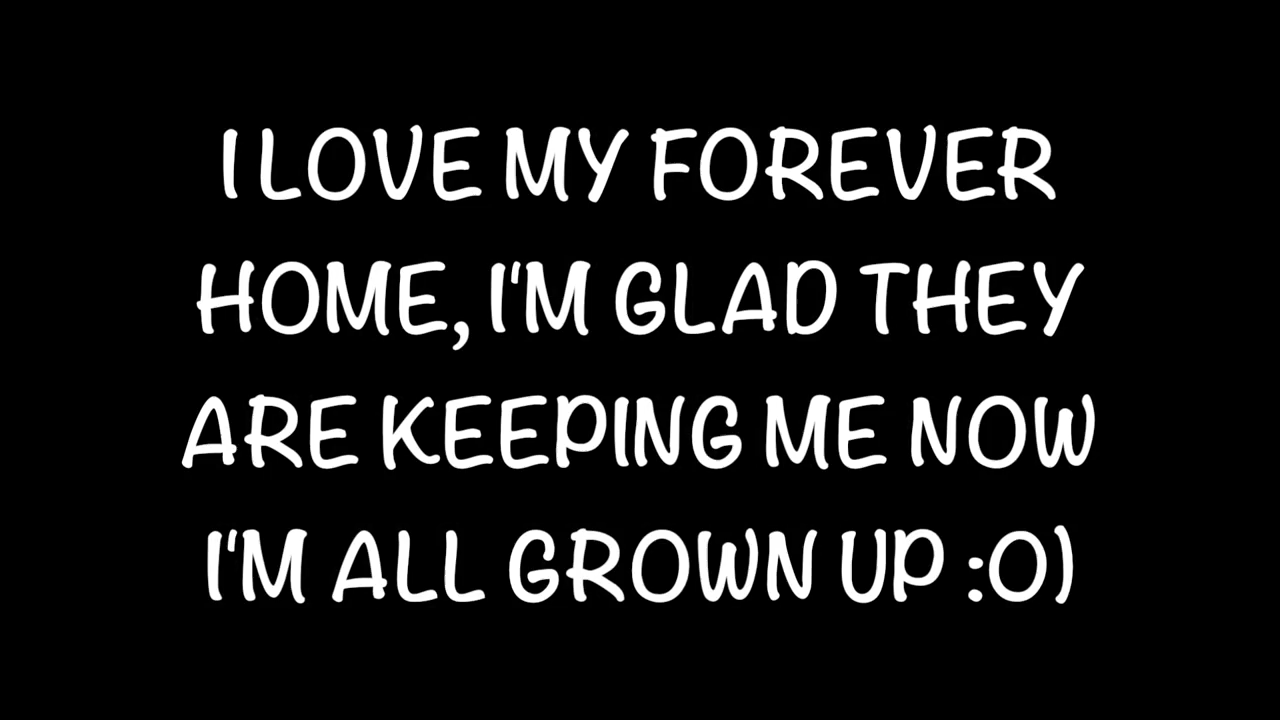 I LOVE MY FOREVER
HOME, I'M GLAD THEY
ARE KEEPING ME NOW
I'M ALL GROWN UP :O)